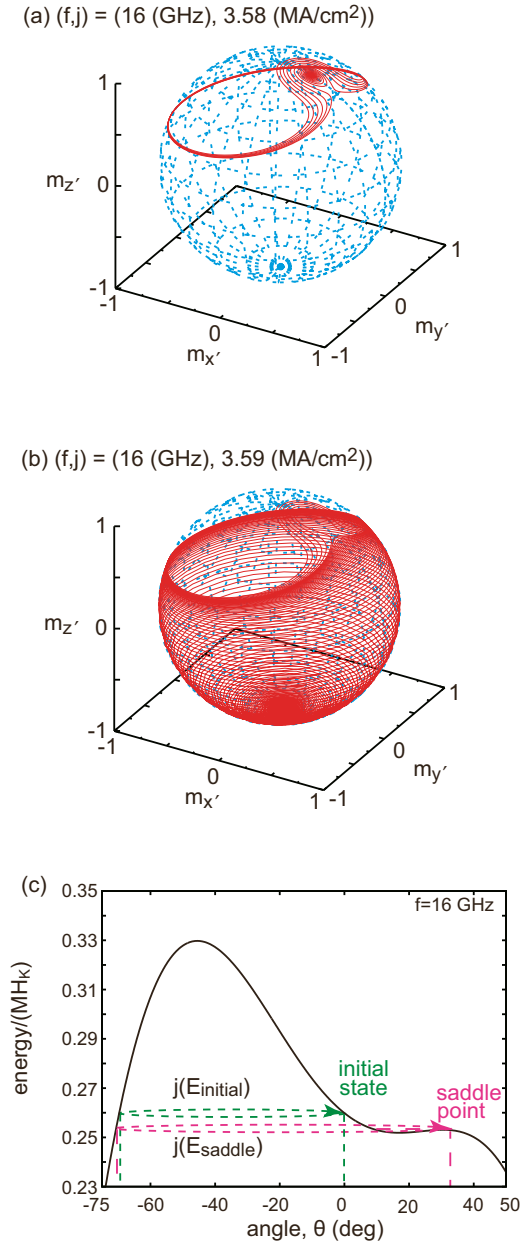 (a) (f,j) = (16 (GHz), 3.58 (MA/cm2))
1
mz′
0
-1
-1
0
mx′
1
-1
0
my′
1
(b) (f,j) = (16 (GHz), 3.59 (MA/cm2))
1
mz′
0
-1
-1
0
mx′
1
-1
0
my′
1
(c)
0.35
f=16 GHz
0.33
energy/(MHK)
0.31
0.29
initial
state
saddle
point
0.27
j(Einitial)
0.25
j(Esaddle)
0.23
-75 -60 -40 -20 0 20 40 50
angle, θ (deg)